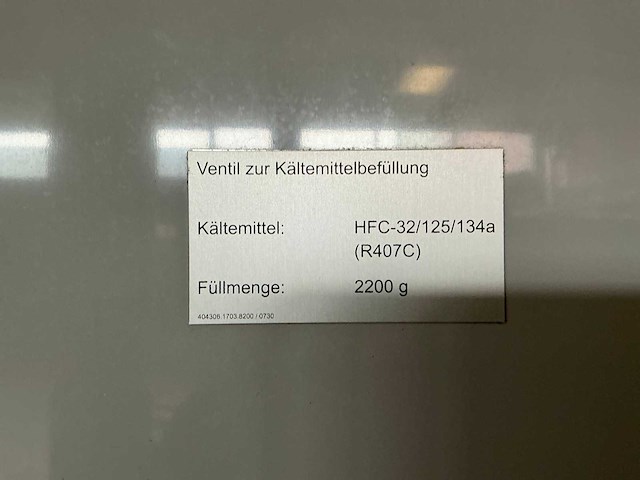 Ventil zur Kältemittelbefüllung
Kältemittel: HFC-32/125/134a
(R407C)
Füllmenge: 2200 g
404306.1703.8200 / 0730